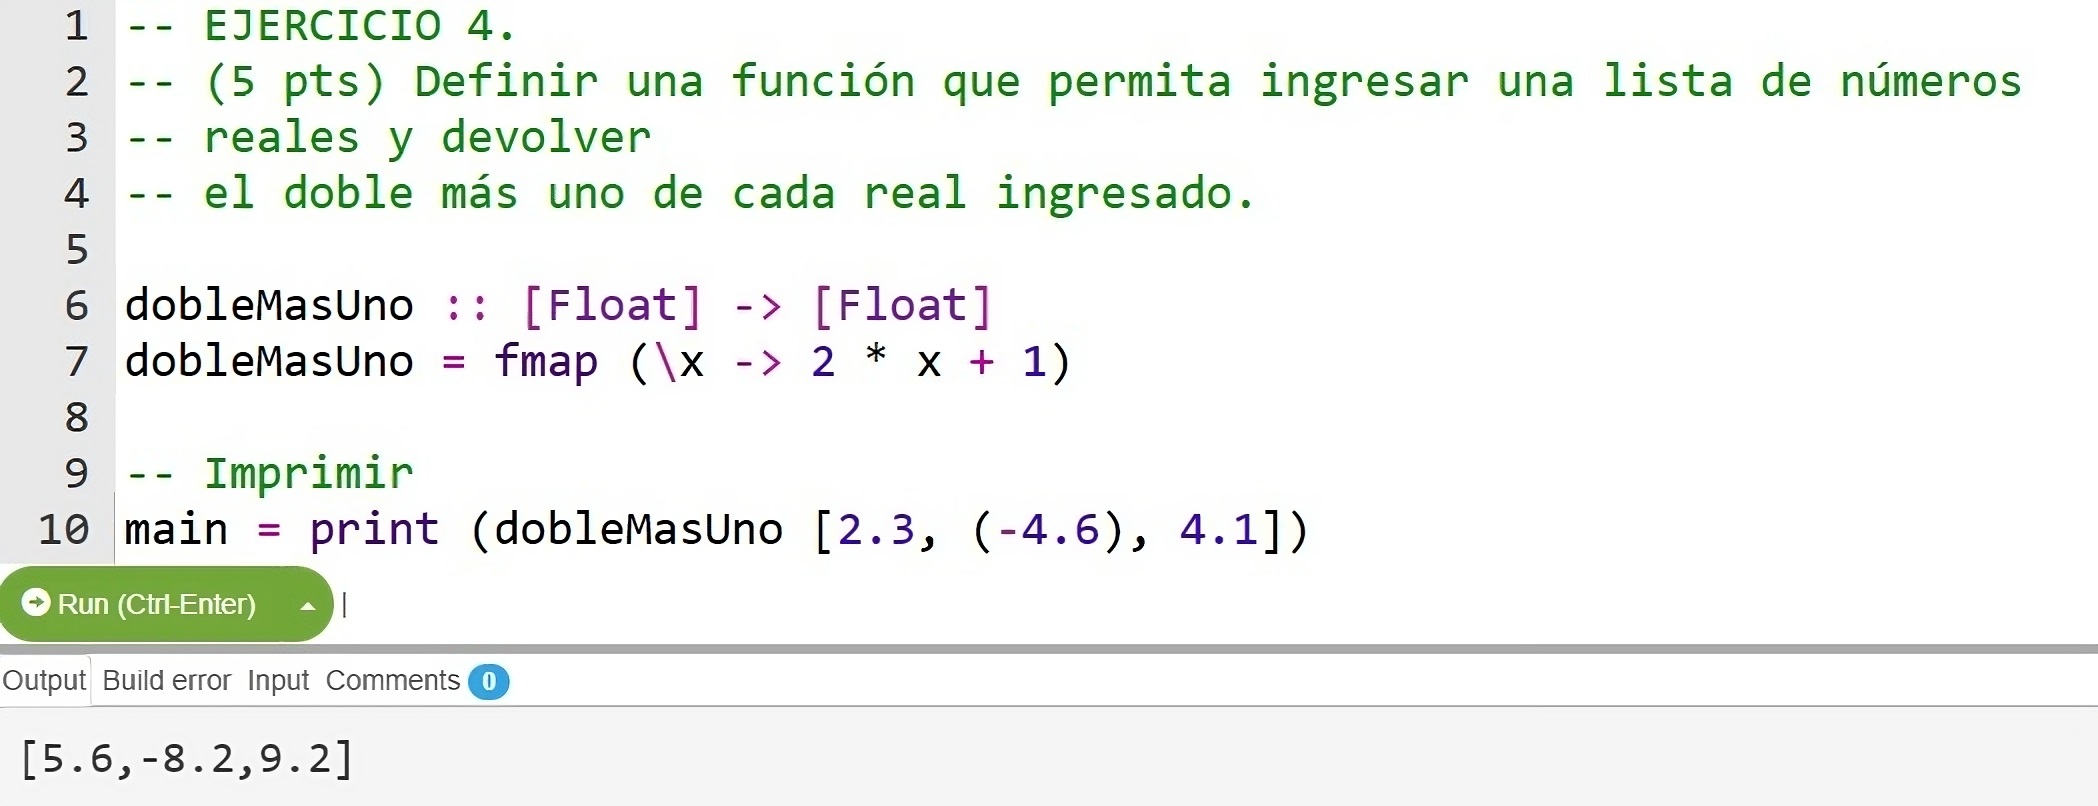 1 -- EJERCICIO 4.
2 -- (5 pts) Definir una función que permita ingresar una lista de números
3 -- reales y devolver
4 -- el doble más uno de cada real ingresado.
5
6 dobleMasUno :: [Float] -> [Float]
7 dobleMasUno = fmap (\x -> 2 * x + 1)
8
9 -- Imprimir
10 main = print (dobleMasUno [2.3, (-4.6), 4.1])
Run (Ctrl-Enter)
Output Build error Input Comments 0
[5.6,-8.2,9.2]